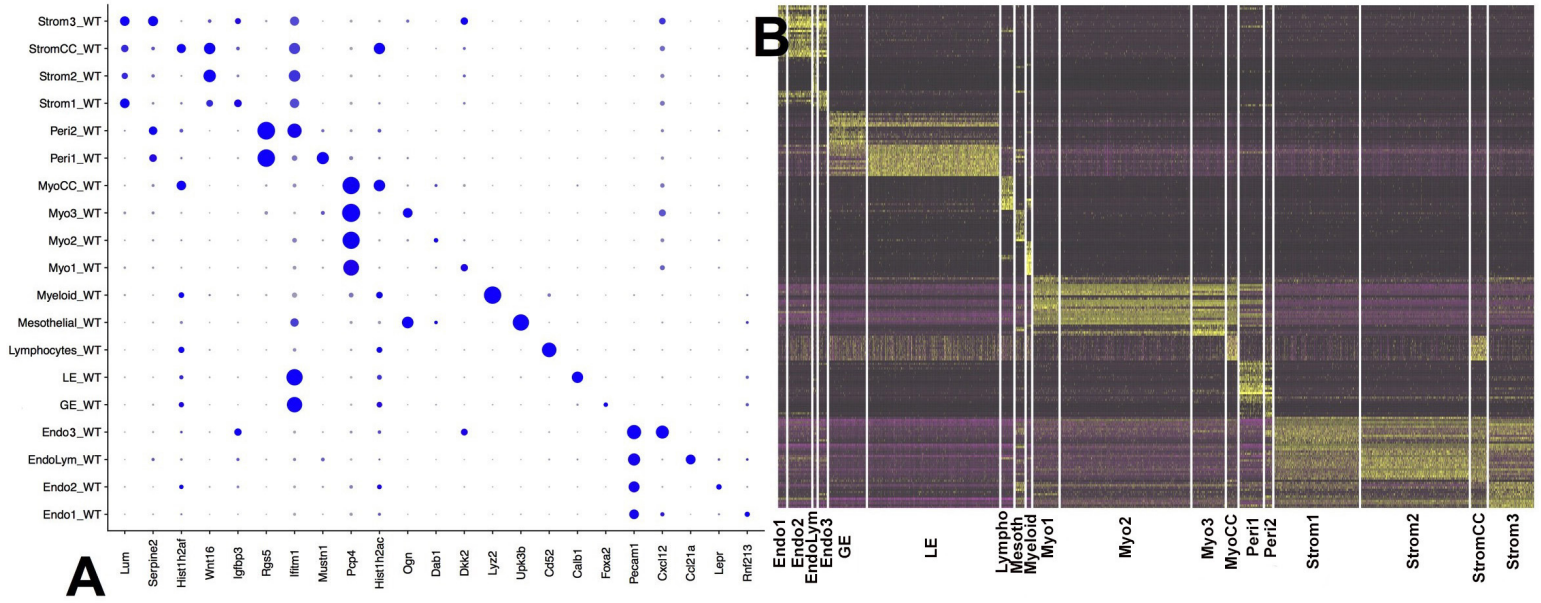 Strom3_WT
StromCC_WT
Strom2_WT
Strom1_WT
Peri2_WT
Peri1_WT
MyoCC_WT
Myo3_WT
Myo2_WT
Myo1_WT
Myeloid_WT
Mesothelial_WT
Lymphocytes_WT
LE_WT
GE_WT
Endo3_WT
EndoLym_WT
Endo2_WT
Endo1_WT
Lum
Serpine2
Hist1h2af
Wnt16
Igfbp3
Rgs5
Ifitm1
Mustn1
Pcp4
Hist1h2ac
Ogn
Dab1
Dkk2
Lyz2
Upk3b
Cd52
Calb1
Foxa2
Pecam1
Cxcl12
Ccl21a
Lepr
Rnf213
A
B
Endo1
Endo2
EndoLym
Endo3
GE
LE
Lympho
Mesoth
Myeloid
Myo1
Myo2
Myo3
MyoCC
Peri1
Peri2
Strom1
Strom2
StromCC
Strom3